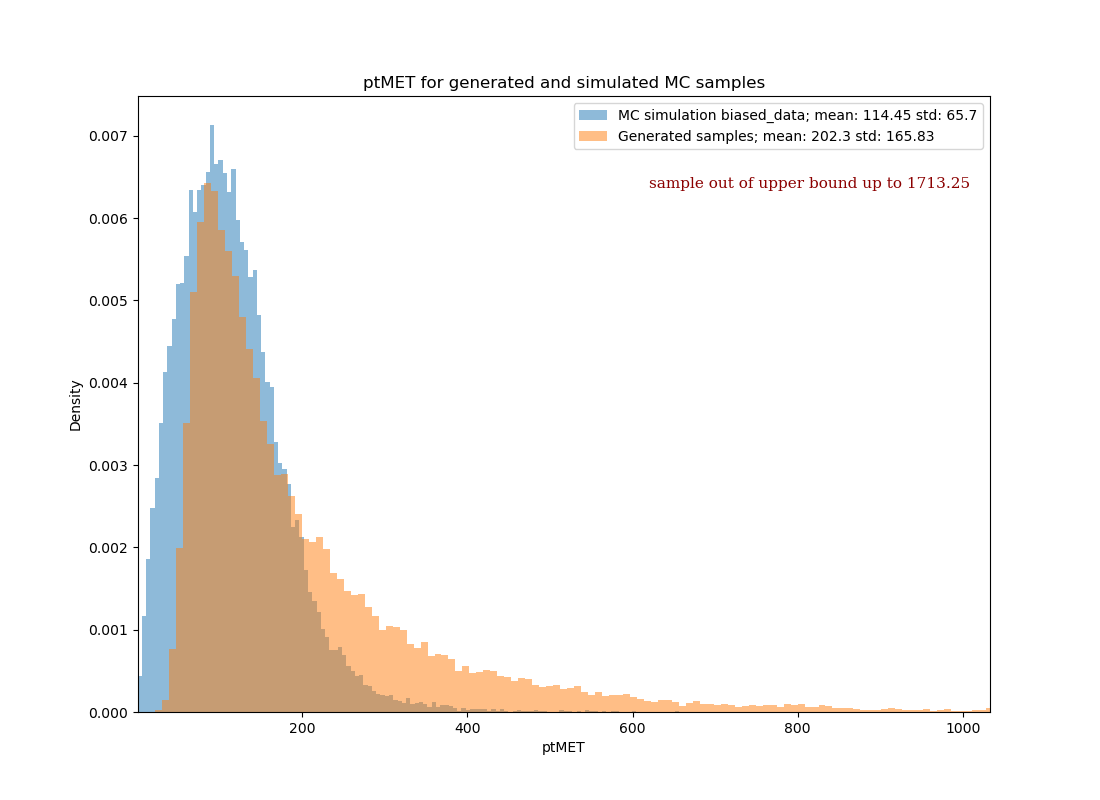 ptMET for generated and simulated MC samples
MC simulation biased_data; mean: 114.45 std: 65.7
Generated samples; mean: 202.3 std: 165.83
sample out of upper bound up to 1713.25
0.007
0.006
0.005
0.004
0.003
0.002
0.001
0.000
Density
200
400
600
800
1000
ptMET